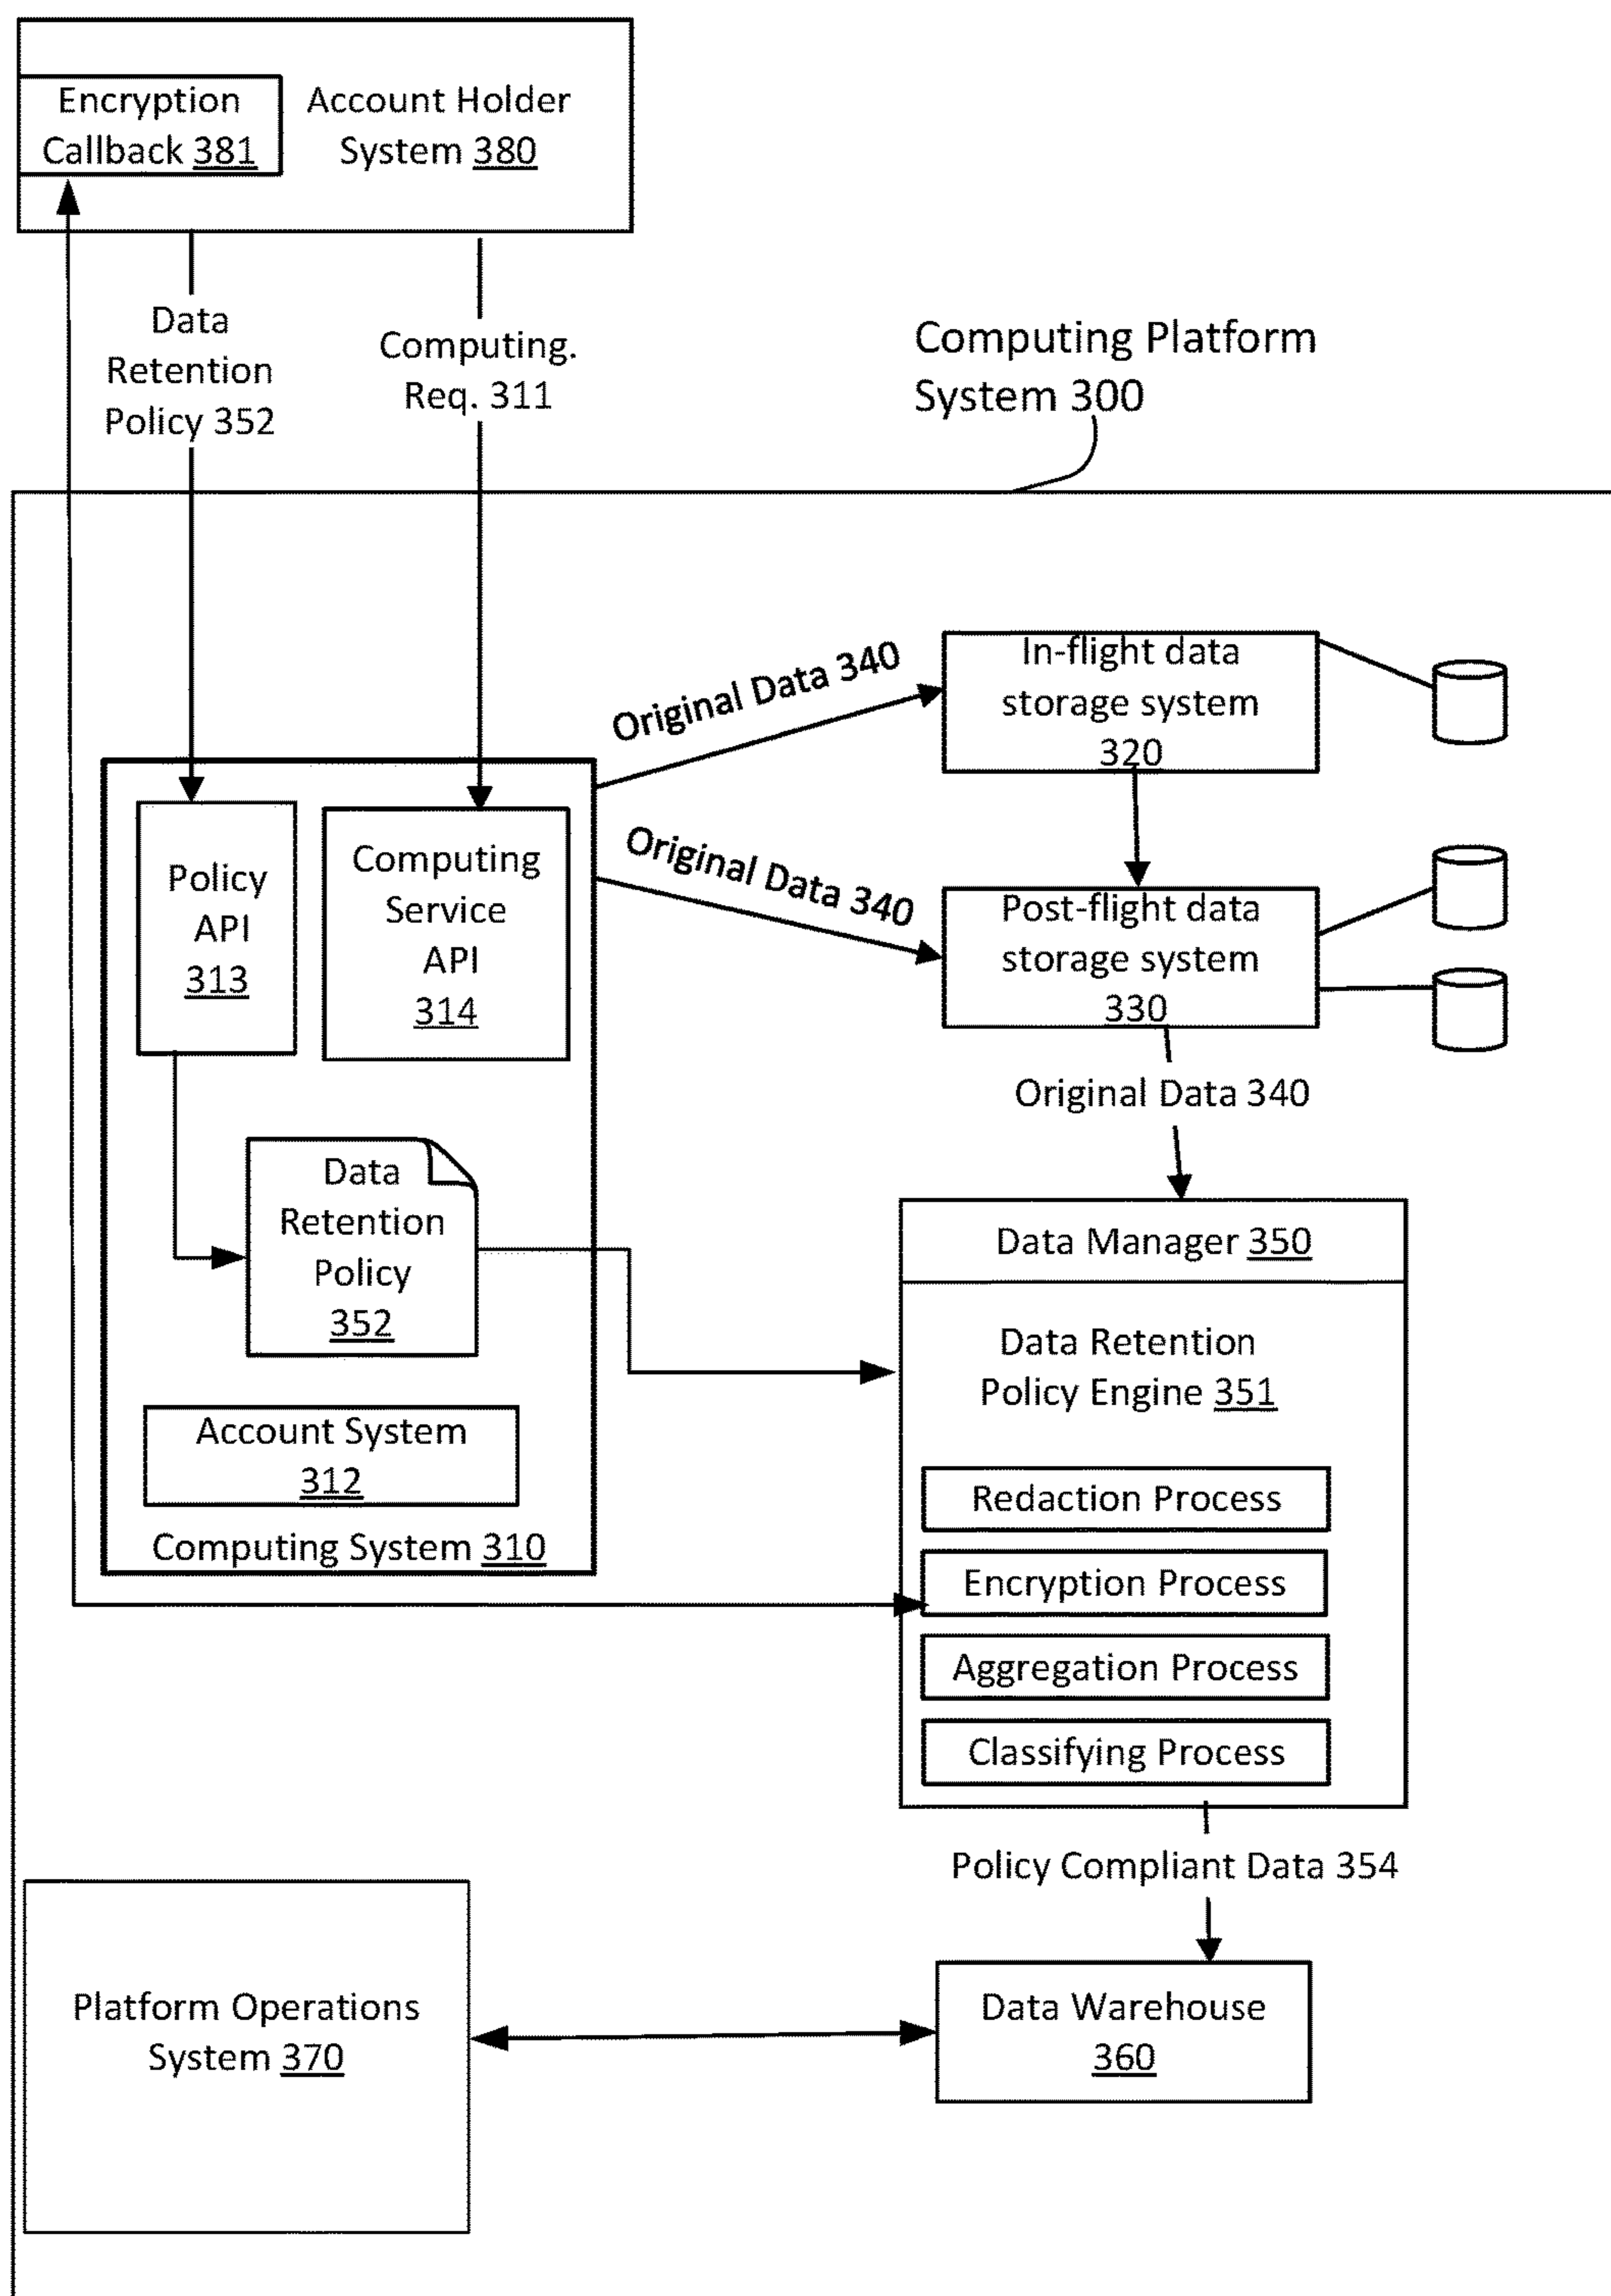 Encryption
Callback 381
Account Holder
System 380
Data
Retention
Policy 352
Computing.
Req. 311
Computing Platform
System 300
Original Data 340
In-flight data
storage system
320
Original Data 340
Post-flight data
storage system
330
Policy
API
313
Computing
Service
API
314
Original Data 340
Data
Retention
Policy
352
Account System
312
Computing System 310
Data Manager 350
Data Retention
Policy Engine 351
Redaction Process
Encryption Process
Aggregation Process
Classifying Process
Policy Compliant Data 354
Platform Operations
System 370
Data Warehouse
360